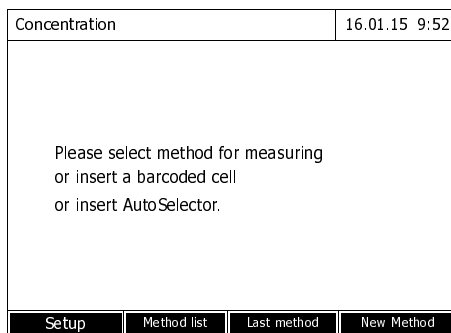 Concentration
16.01.15 9:52
Please select method for measuring
or insert a barcoded cell
or insert AutoSelector.
Setup
Method list
Last method
New Method